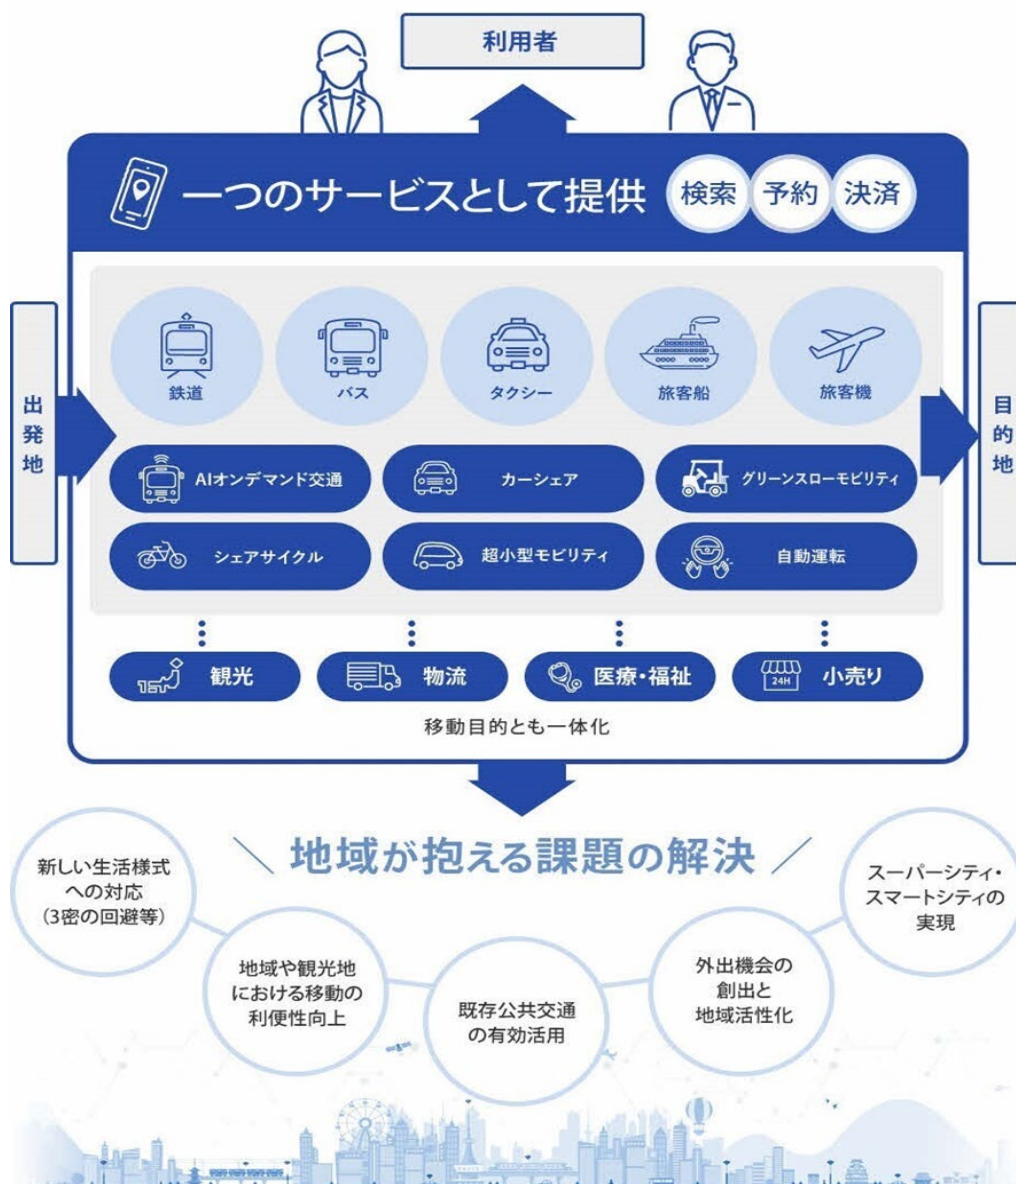 利用者
一つのサービスとして提供
検索
予約
決済
出発地
目的地
鉄道
バス
タクシー
旅客船
旅客機
AIオンデマンド交通
カーシェア
グリーンスローモビリティ
シェアサイクル
超小型モビリティ
自動運転
観光
物流
医療・福祉
24H
小売り
移動目的とも一体化
地域が抱える課題の解決
新しい生活様式
への対応
（3密の回避等）
地域や観光地
における移動の
利便性向上
既存公共交通
の有効活用
外出機会の
創出と
地域活性化
スーパーシティ・
スマートシティの
実現